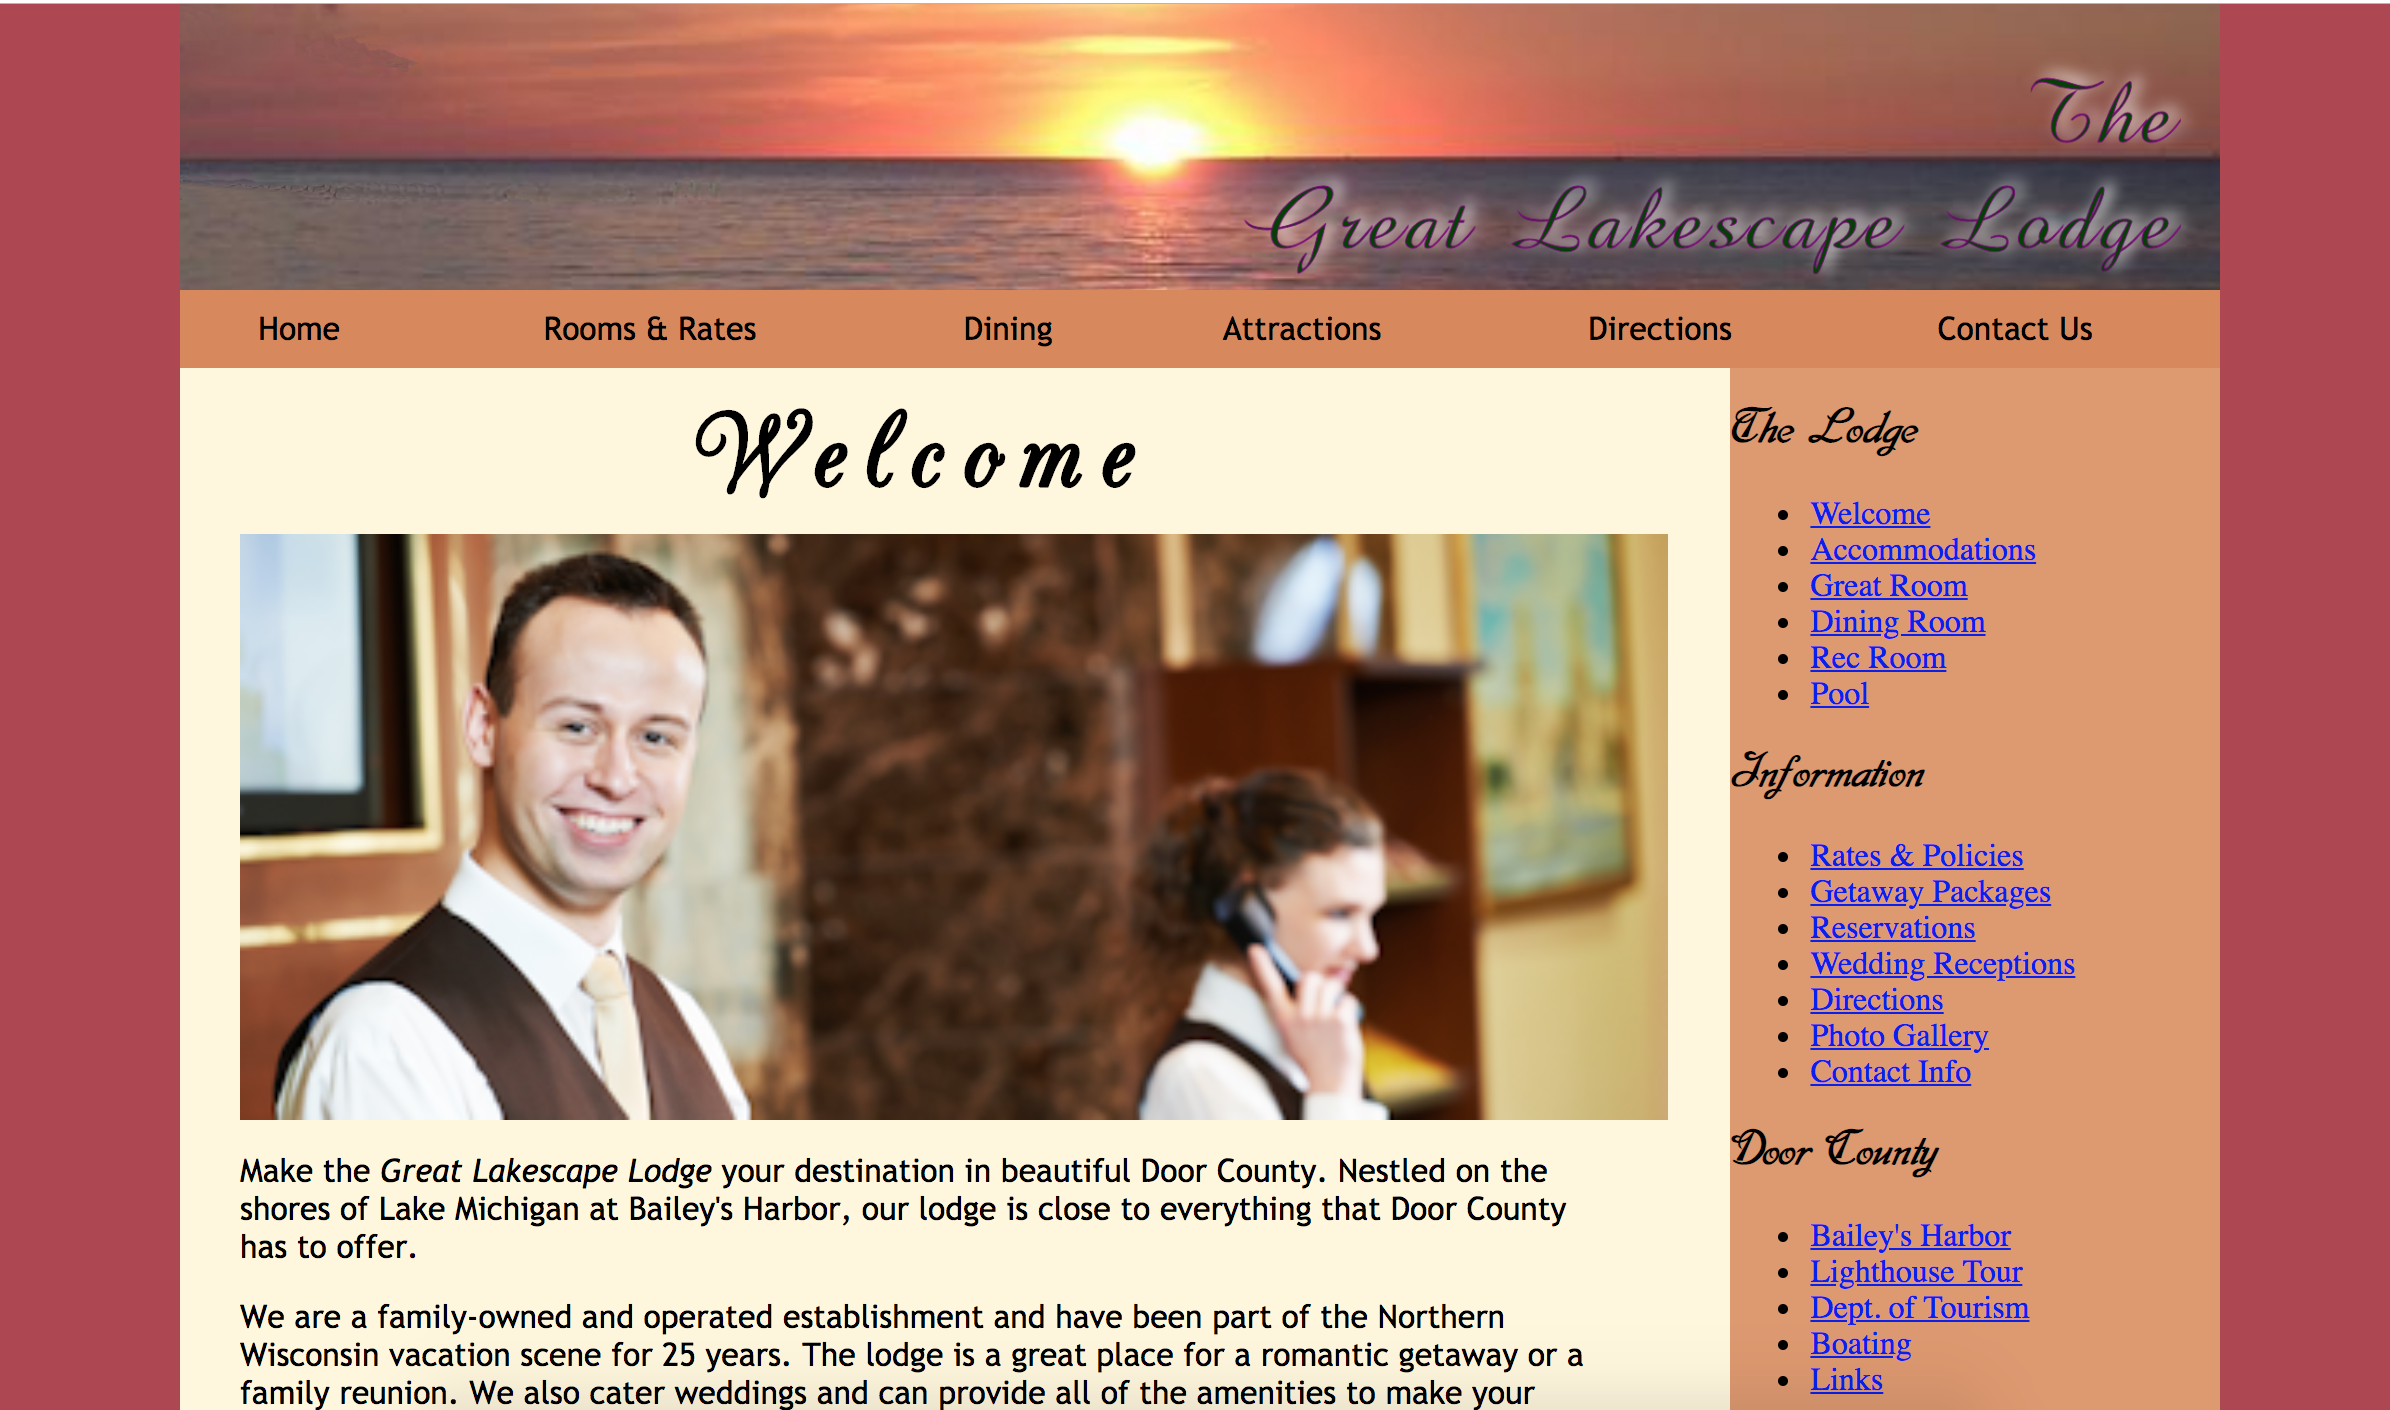 The
Great Lakescape Lodge
Home Rooms & Rates Dining Attractions Directions Contact Us
Welcome
Make the Great Lakescape Lodge your destination in beautiful Door County. Nestled on the
shores of Lake Michigan at Bailey's Harbor, our lodge is close to everything that Door County
has to offer.
We are a family-owned and operated establishment and have been part of the Northern
Wisconsin vacation scene for 25 years. The lodge is a great place for a romantic getaway or a
family reunion. We also cater weddings and can provide all of the amenities to make your
The Lodge
• Welcome
• Accommodations
• Great Room
• Dining Room
• Rec Room
• Pool
Information
• Rates & Policies
• Getaway Packages
• Reservations
• Wedding Receptions
• Directions
• Photo Gallery
• Contact Info
Door County
• Bailey's Harbor
• Lighthouse Tour
• Dept. of Tourism
• Boating
• Links